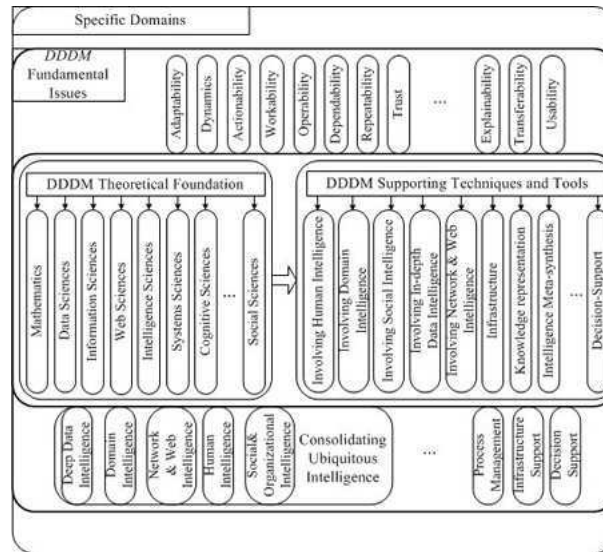 Specific Domains
DDDM
Fundamental
Issues
Adaptability
Dynamics
Actionability
Workability
Operability
Dependability
Repeatability
Trust
...
Explainability
Transferability
Usability
DDDM Theoretical Foundation
Mathematics
Data Sciences
Information Sciences
Web Sciences
Intelligence Sciences
Systems Sciences
Cognitive Sciences
...
Social Sciences
DDDM Supporting Techniques and Tools
Involving Human Intelligence
Involving Domain
Intelligence
Involving Social Intelligence
Involving In-depth
Data Intelligence
Involving Network & Web
Intelligence
Infrastructure
Knowledge representation
Intelligence Meta-synthesis
...
Decision-Support
Deep Data
Intelligence
Domain
Intelligence
Network
& Web
Intelligence
Human
Intelligence
Social&
Organizational
Intelligence
Consolidating
Ubiquitous
Intelligence
...
Process
Management
Infrastructure
Support
Decision
Support